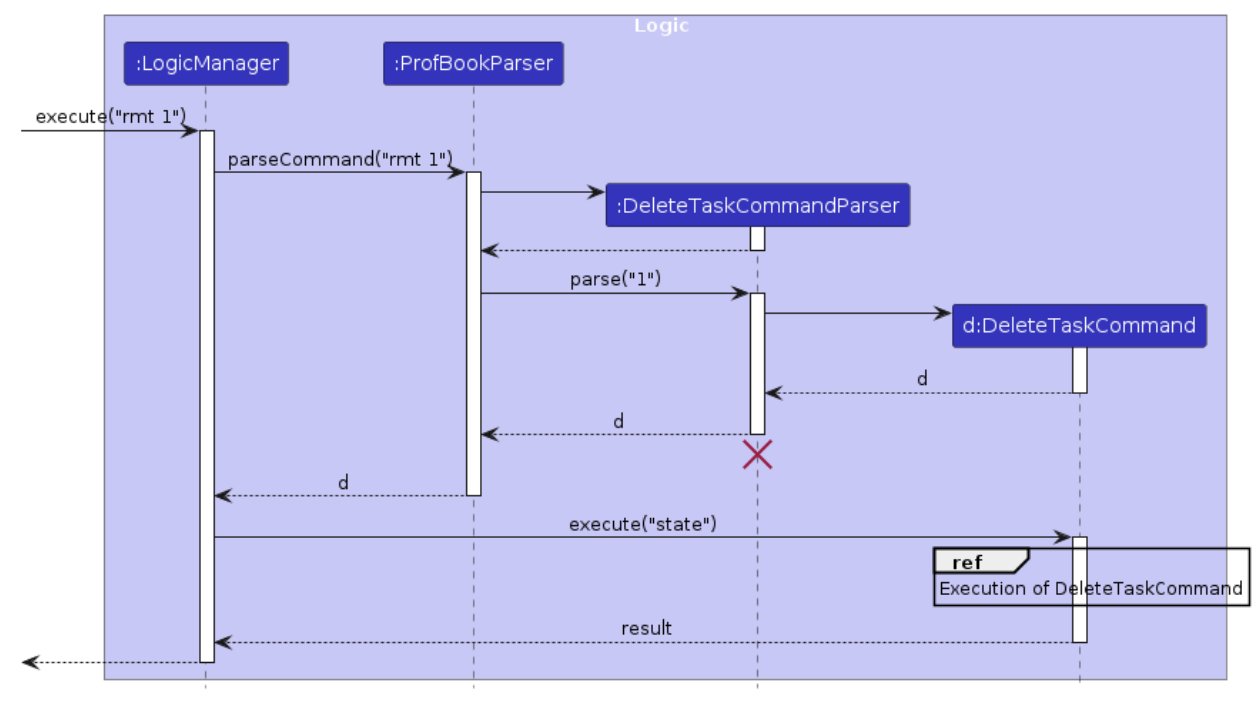 Logic
:LogicManager
:ProfBookParser
execute("rmt 1")
parseCommand("rmt 1")
:DeleteTaskCommandParser
parse("1")
d:DeleteTaskCommand
d
d
d
execute("state")
ref
Execution of DeleteTaskCommand
result